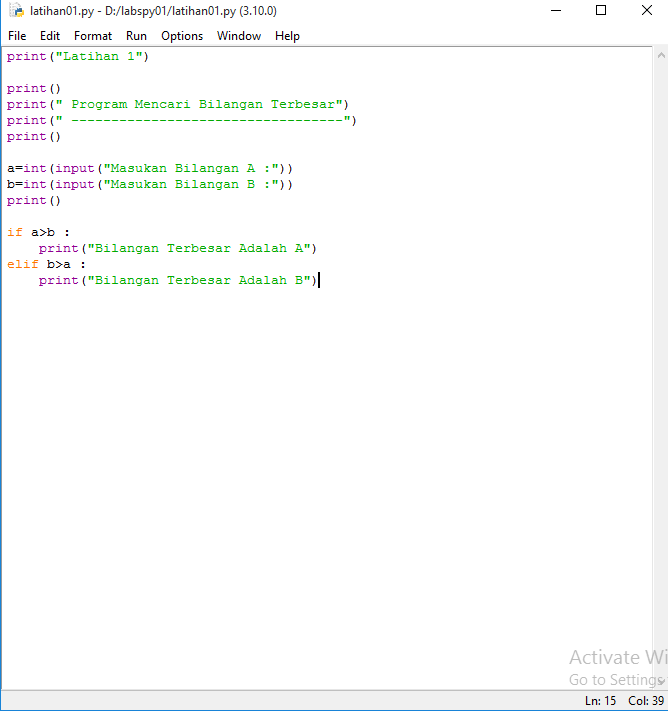 latihan01.py - D:/labspy01/latihan01.py (3.10.0)
File Edit Format Run Options Window Help
print("Latihan 1")
print()
print(" Program Mencari Bilangan Terbesar")
print(" ----------------------------------")
print()
a=int(input("Masukan Bilangan A :"))
b=int(input("Masukan Bilangan B :"))
print()
if a>b :
    print("Bilangan Terbesar Adalah A")
elif b>a :
    print("Bilangan Terbesar Adalah B")
Activate Wi
Go to Settings
Ln: 15 Col: 39